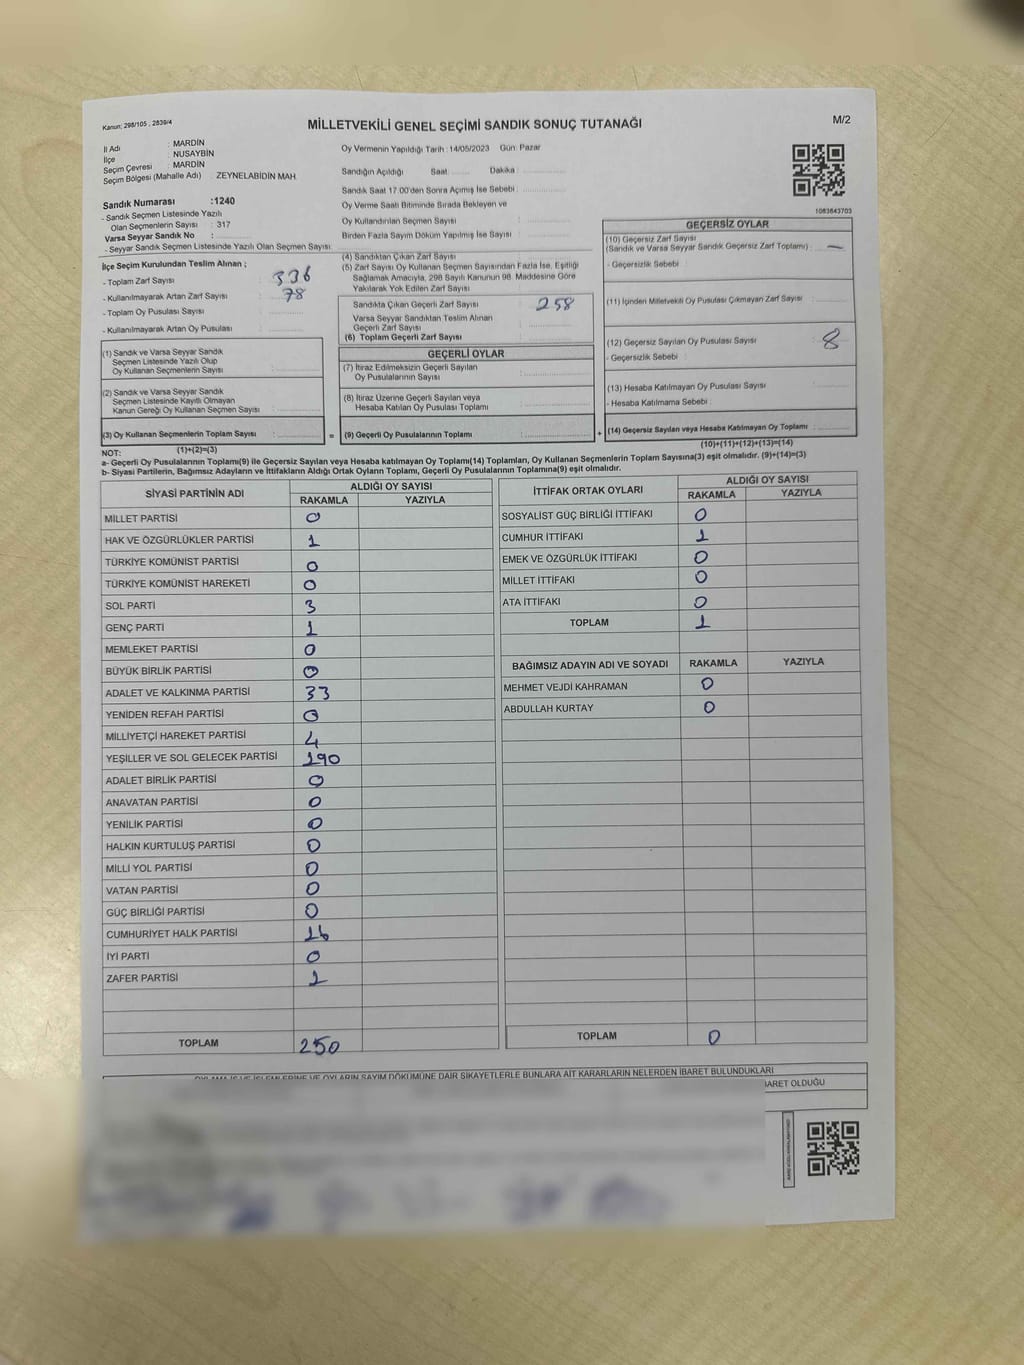 Kanun; 298/105 , 2839/4
MİLLETVEKİLİ GENEL SEÇİMİ SANDIK SONUÇ TUTANAĞI
M/2
İl Adı : MARDİN
İlçe : NUSAYBİN
Seçim Çevresi : MARDİN
Seçim Bölgesi (Mahalle Adı) : ZEYNELABİDİN MAH.
Sandık Numarası :1240
- Sandık Seçmen Listesinde Yazılı
Olan Seçmenlerin Sayısı : 317
Varsa Seyyar Sandık No :
- Seyyar Sandık Seçmen Listesinde Yazılı Olan Seçmen Sayısı :
Oy Vermenin Yapıldığı Tarih :14/05/2023 Gün: Pazar
Sandığın Açıldığı Saat: Dakika :
Sandık Saat 17.00'den Sonra Açımış İse Sebebi :
Oy Verme Saati Bitiminde Sırada Bekleyen ve
Oy Kullandırılan Seçmen Sayısı :
Birden Fazla Sayım Döküm Yapılmış İse Sayısı :
1083643703
İlçe Seçim Kurulundan Teslim Alınan ;
- Toplam Zarf Sayısı : 336
- Kullanılmayarak Artan Zarf Sayısı : 78
- Toplam Oy Pusulası Sayısı :
- Kullanılmayarak Artan Oy Pusulası :
(4) Sandıktan Çıkan Zarf Sayısı :
(5) Zarf Sayısı Oy Kullanan Seçmen Sayısından Fazla İse, Eşitliği
Sağlamak Amacıyla, 298 Sayılı Kanunun 98. Maddesine Göre
Yakılarak Yok Edilen Zarf Sayısı :
Sandıkta Çıkan Geçerli Zarf Sayısı : 258
Varsa Seyyar Sandıktan Teslim Alınan
Geçerli Zarf Sayısı :
(6) Toplam Geçerli Zarf Sayısı :
GEÇERSİZ OYLAR
(10) Geçersiz Zarf Sayısı
(Sandık ve Varsa Seyyar Sandık Geçersiz Zarf Toplamı) : —
- Geçersizlik Sebebi :
(11) İçinden Milletvekili Oy Pusulası Çıkmayan Zarf Sayısı :
(12) Geçersiz Sayılan Oy Pusulası Sayısı : 8
- Geçersizlik Sebebi :
(13) Hesaba Katılmayan Oy Pusulası Sayısı :
- Hesaba Katılmama Sebebi :
(14) Geçersiz Sayılan veya Hesaba Katılmayan Oy Toplamı :
(1) Sandık ve Varsa Seyyar Sandık
Seçmen Listesinde Yazılı Olup
Oy Kullanan Seçmenlerin Sayısı :
(2) Sandık ve Varsa Seyyar Sandık
Seçmen Listesinde Kayıtlı Olmayan
Kanun Gereği Oy Kullanan Seçmen Sayısı :
(3) Oy Kullanan Seçmenlerin Toplam Sayısı :
=
GEÇERLİ OYLAR
(7) İtiraz Edilmeksizin Geçerli Sayılan
Oy Pusulalarının Sayısı :
(8) İtiraz Üzerine Geçerli Sayılan veya
Hesaba Katılan Oy Pusulası Toplamı :
(9) Geçerli Oy Pusulalarının Toplamı :
+
NOT: (1)+(2)=(3)
(10)+(11)+(12)+(13)=(14)
a- Geçerli Oy Pusulalarının Toplamı(9) ile Geçersiz Sayılan veya Hesaba katılmayan Oy Toplamı(14) Toplamları, Oy Kullanan Seçmenlerin Toplam Sayısına(3) eşit olmalıdır. (9)+(14)=(3)
b- Siyasi Partilerin, Bağımsız Adayların ve İttifakların Aldığı Ortak Oyların Toplamı, Geçerli Oy Pusulalarının Toplamına(9) eşit olmalıdır.
SİYASİ PARTİNİN ADI ALDIĞI OY SAYISI
RAKAMLA YAZIYLA
MİLLET PARTİSİ 0
HAK VE ÖZGÜRLÜKLER PARTİSİ 1
TÜRKİYE KOMÜNİST PARTİSİ 0
TÜRKİYE KOMÜNİST HAREKETİ 0
SOL PARTİ 3
GENÇ PARTİ 1
MEMLEKET PARTİSİ 0
BÜYÜK BİRLİK PARTİSİ 0
ADALET VE KALKINMA PARTİSİ 33
YENİDEN REFAH PARTİSİ 0
MİLLİYETÇİ HAREKET PARTİSİ 4
YEŞİLLER VE SOL GELECEK PARTİSİ 190
ADALET BİRLİK PARTİSİ 0
ANAVATAN PARTİSİ 0
YENİLİK PARTİSİ 0
HALKIN KURTULUŞ PARTİSİ 0
MİLLİ YOL PARTİSİ 0
VATAN PARTİSİ 0
GÜÇ BİRLİĞİ PARTİSİ 0
CUMHURİYET HALK PARTİSİ 16
İYİ PARTİ 0
ZAFER PARTİSİ 1
TOPLAM 250
İTTİFAK ORTAK OYLARI ALDIĞI OY SAYISI
RAKAMLA YAZIYLA
SOSYALİST GÜÇ BİRLİĞİ İTTİFAKI 0
CUMHUR İTTİFAKI 1
EMEK VE ÖZGÜRLÜK İTTİFAKI 0
MİLLET İTTİFAKI 0
ATA İTTİFAKI 0
TOPLAM 1
BAĞIMSIZ ADAYIN ADI VE SOYADI RAKAMLA YAZIYLA
MEHMET VEJDİ KAHRAMAN 0
ABDULLAH KURTAY 0
TOPLAM 0
OYLAMA İŞ VE İŞLEMLERİNE VE OYLARIN SAYIM DÖKÜMÜNE DAİR ŞİKAYETLERLE BUNLARA AİT KARARLARIN NELERDEN İBARET BULUNDUKLARI
İBARET OLDUĞU